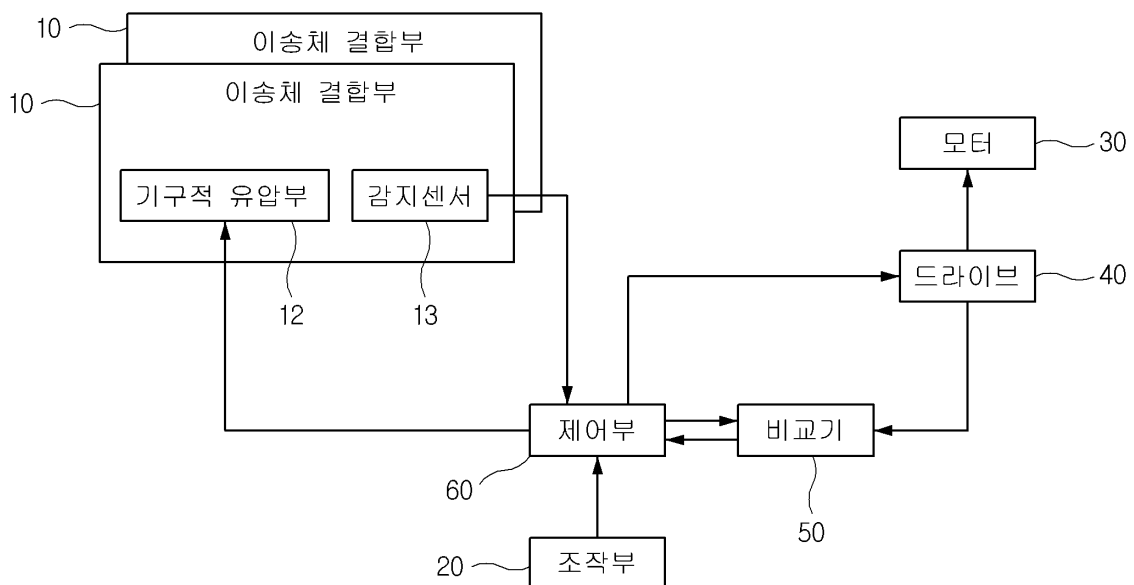 10
이송체 결합부
10
이송체 결합부
모터
30
기구적 유압부
감지센서
드라이브
40
12
13
제어부
비교기
60
50
20
조작부